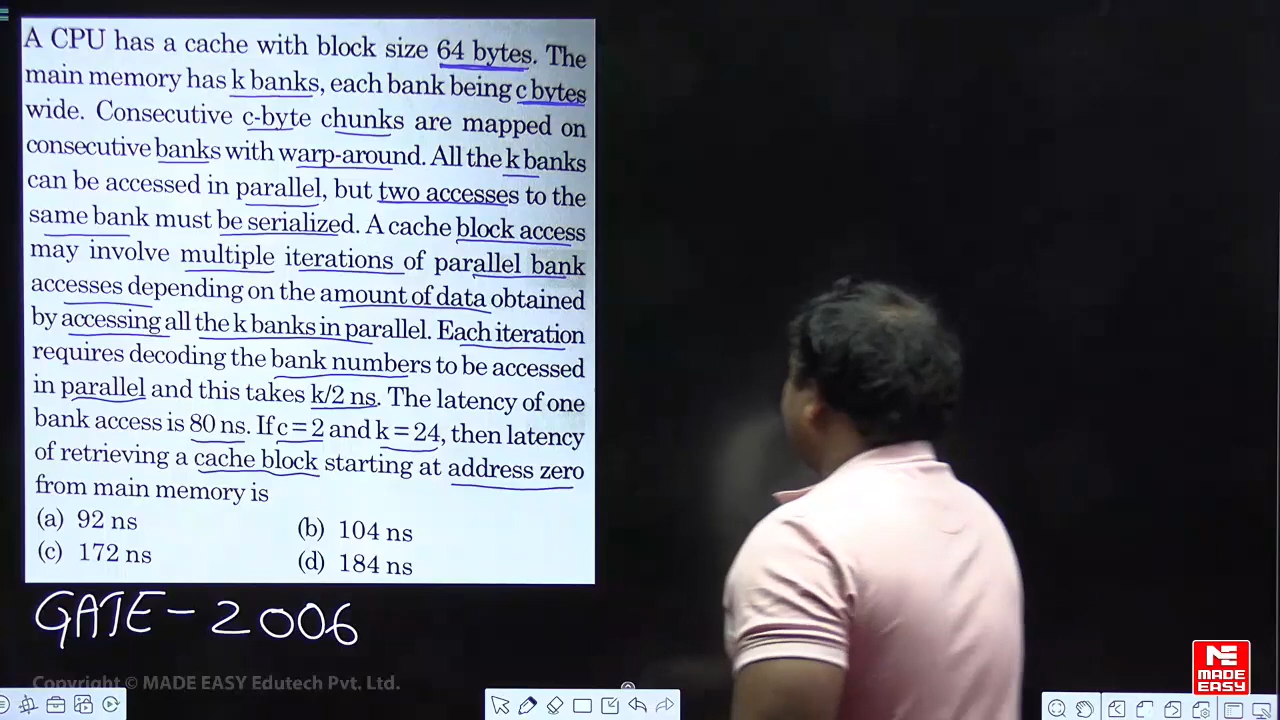 A CPU has a cache with block size 64 bytes. The
main memory has k banks, each bank being c bytes
wide. Consecutive c-byte chunks are mapped on
consecutive banks with warp-around. All the k banks
can be accessed in parallel, but two accesses to the
same bank must be serialized. A cache block access
may involve multiple iterations of parallel bank
accesses depending on the amount of data obtained
by accessing all the k banks in parallel. Each iteration
requires decoding the bank numbers to be accessed
in parallel and this takes k/2 ns. The latency of one
bank access is 80 ns. If c = 2 and k = 24, then latency
of retrieving a cache block starting at address zero
from main memory is
(a) 92 ns (b) 104 ns
(c) 172 ns (d) 184 ns
GATE - 2006
Copyright © MADE EASY Edutech Pvt. Ltd.
ME
MADE
EASY